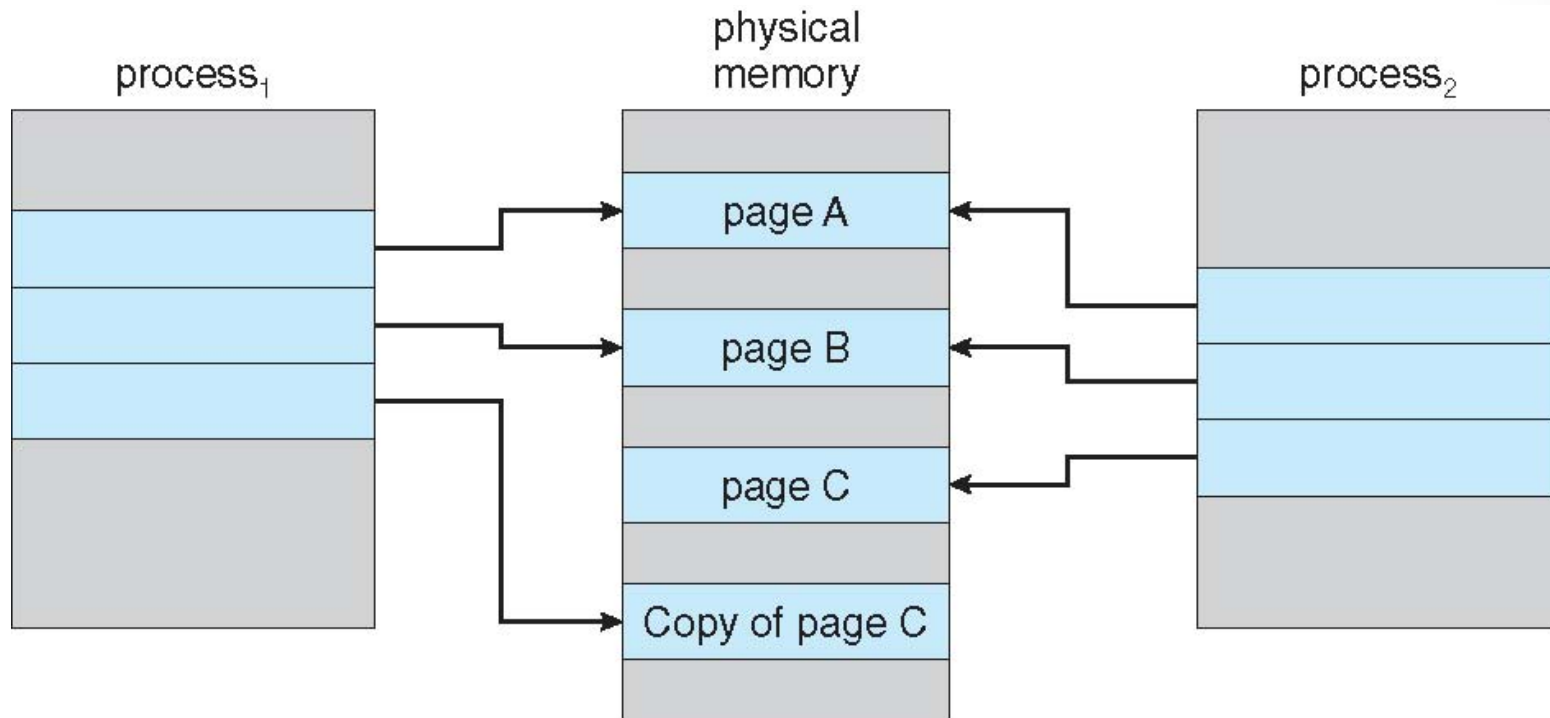 physical
memory
process₁
process₂
page A
page B
page C
Copy of page C